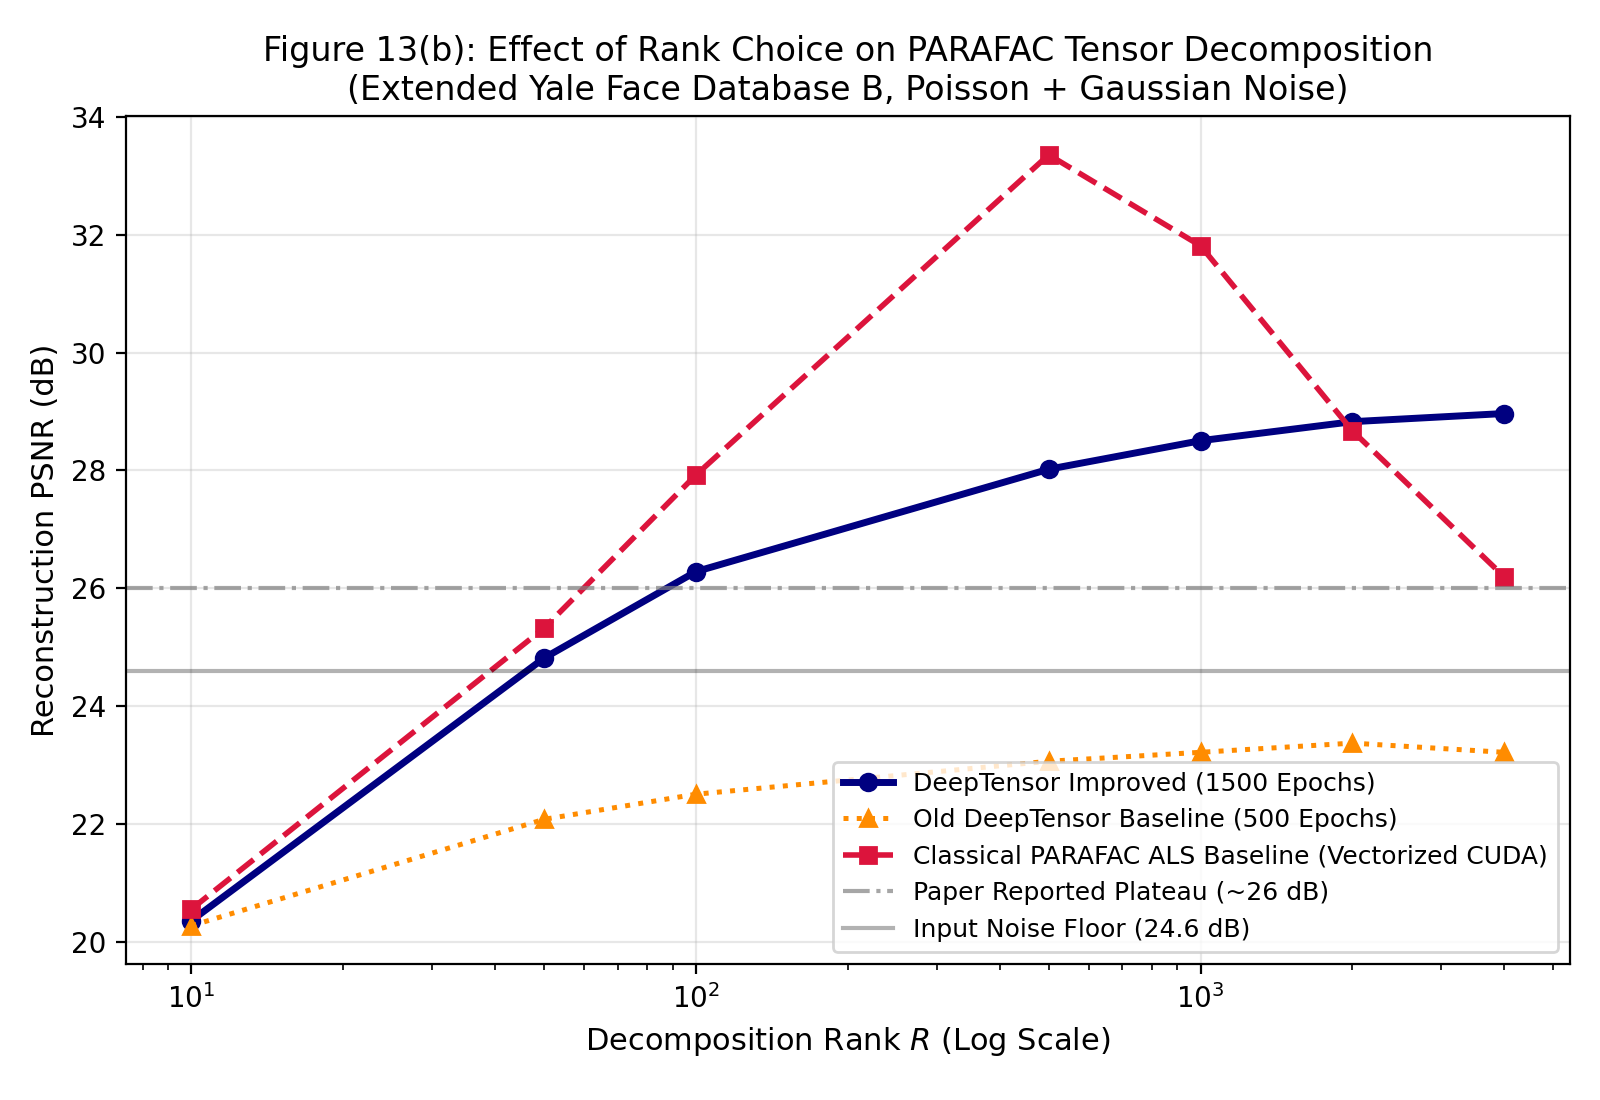 Figure 13(b): Effect of Rank Choice on PARAFAC Tensor Decomposition
(Extended Yale Face Database B, Poisson + Gaussian Noise)
Reconstruction PSNR (dB)
34
32
30
28
26
24
22
20
DeepTensor Improved (1500 Epochs)
Old DeepTensor Baseline (500 Epochs)
Classical PARAFAC ALS Baseline (Vectorized CUDA)
Paper Reported Plateau (~26 dB)
Input Noise Floor (24.6 dB)
10¹ 10² 10³
Decomposition Rank R (Log Scale)